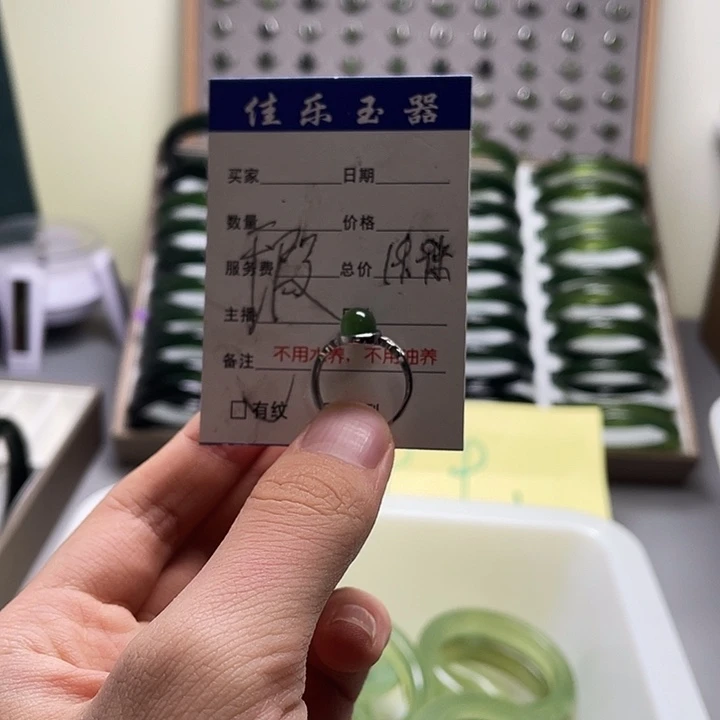 佳乐玉器
买家 日期
数量 价格
服务费 总价
主播
备注 不用水养，不用油养
有纹